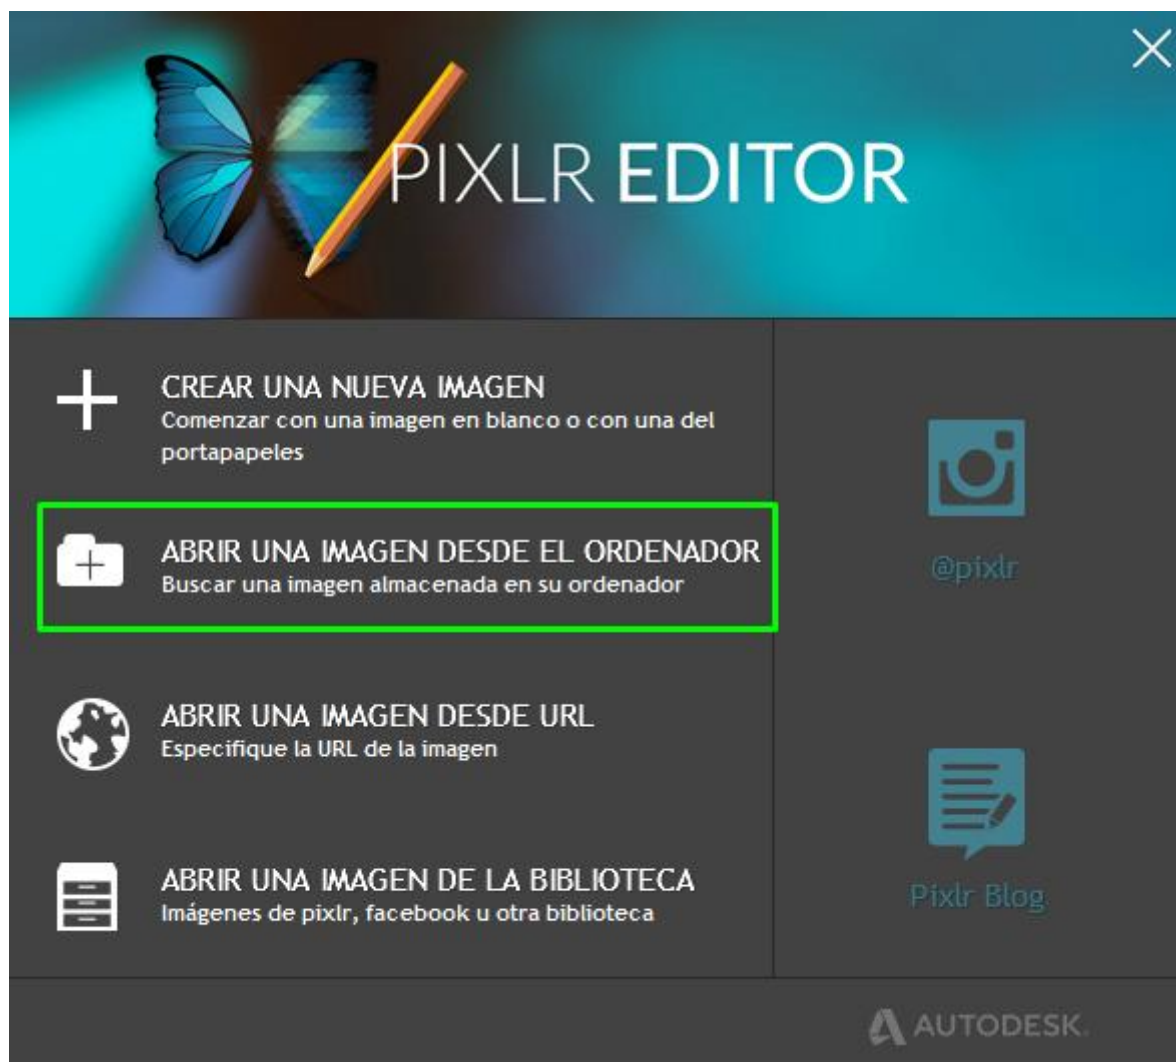 PIXLR EDITOR
CREAR UNA NUEVA IMAGEN
Comenzar con una imagen en blanco o con una del
portapapeles
ABRIR UNA IMAGEN DESDE EL ORDENADOR
Buscar una imagen almacenada en su ordenador
ABRIR UNA IMAGEN DESDE URL
Especifique la URL de la imagen
ABRIR UNA IMAGEN DE LA BIBLIOTECA
Imágenes de pixlr, facebook u otra biblioteca
@pixlr
Pixlr Blog
AUTODESK.